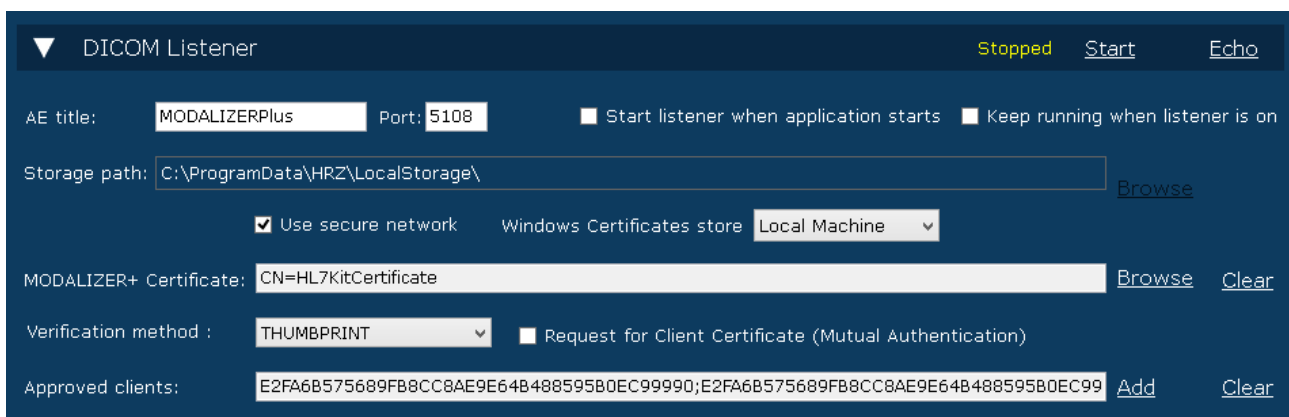 ▼ DICOM Listener Stopped Start Echo
AE title: MODALIZERPlus Port: 5108 Start listener when application starts Keep running when listener is on
Storage path: C:\ProgramData\HRZ\LocalStorage\ Browse
Use secure network Windows Certificates store Local Machine
MODALIZER+ Certificate: CN=HL7KitCertificate Browse Clear
Verification method : THUMBPRINT Request for Client Certificate (Mutual Authentication)
Approved clients: E2FA6B575689FB8CC8AE9E64B488595B0EC99990;E2FA6B575689FB8CC8AE9E64B488595B0EC99 Add Clear